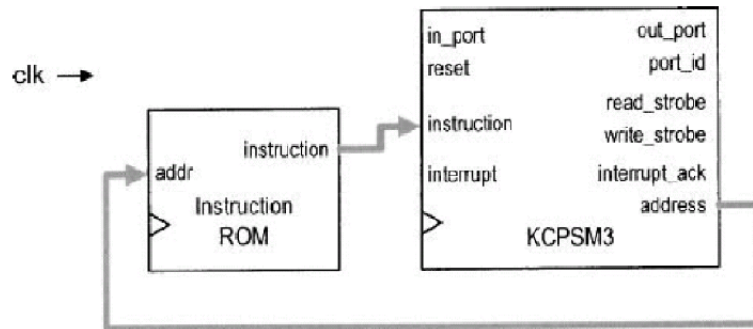 clk
addr
instruction
Instruction
ROM
in_port
reset
instruction
interrupt
out_port
port_id
read_strobe
write_strobe
interrupt_ack
address
KCPSM3